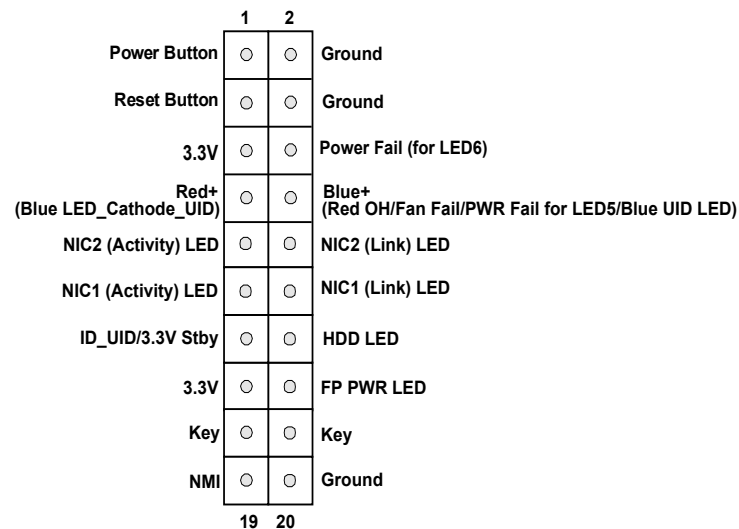 1 2
Power Button Ground
Reset Button Ground
3.3V Power Fail (for LED6)
Red+ Blue+
(Blue LED_Cathode_UID) (Red OH/Fan Fail/PWR Fail for LED5/Blue UID LED)
NIC2 (Activity) LED NIC2 (Link) LED
NIC1 (Activity) LED NIC1 (Link) LED
ID_UID/3.3V Stby HDD LED
3.3V FP PWR LED
Key Key
NMI Ground
19 20